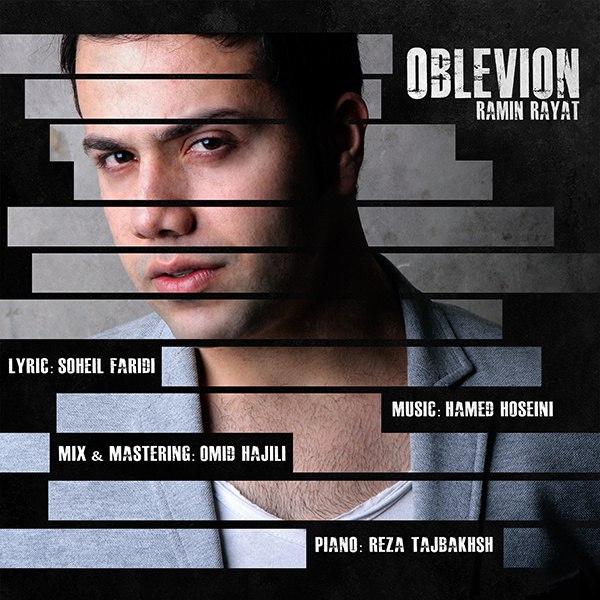 OBLEVION
RAMIN RAYAT
LYRIC: SOHEIL FARIDI
MUSIC: HAMED HOSEINI
MIX & MASTERING: OMID HAJILI
PIANO: REZA TAJBAKHSH